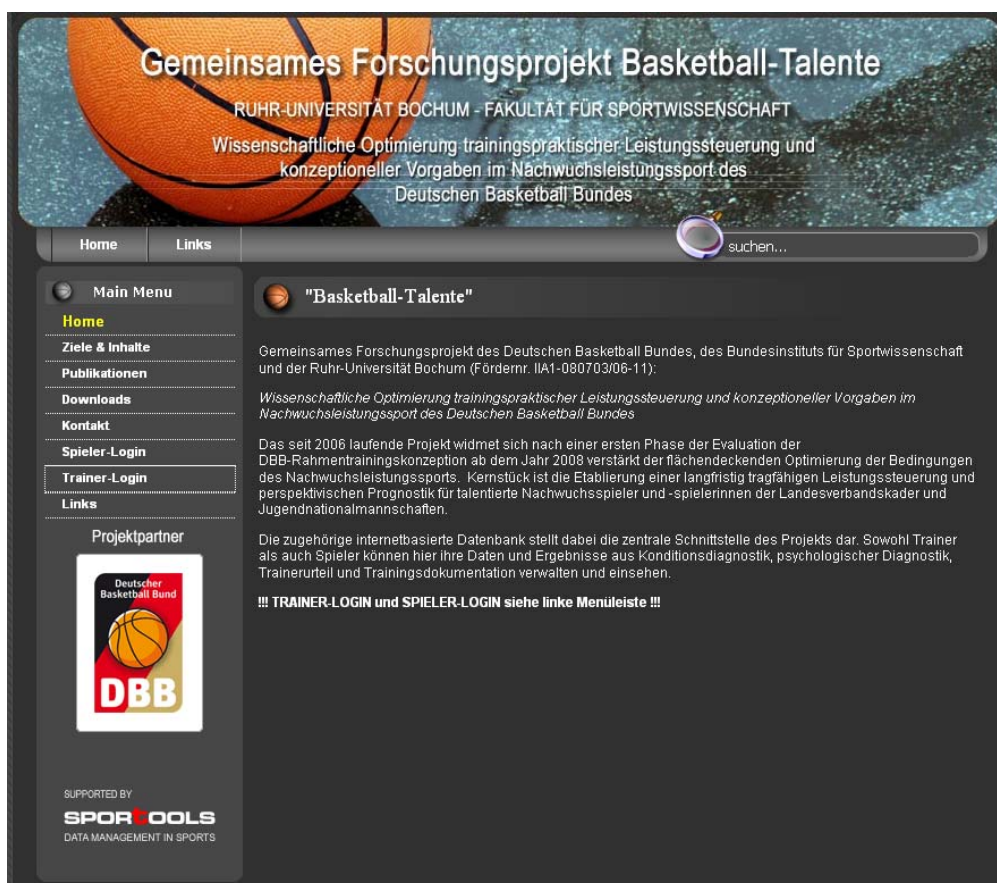 Gemeinsames Forschungsprojekt Basketball-Talente
RUHR-UNIVERSITÄT BOCHUM - FAKULTÄT FÜR SPORTWISSENSCHAFT
Wissenschaftliche Optimierung trainingspraktischer Leistungssteuerung und
konzeptioneller Vorgaben im Nachwuchsleistungssport des
Deutschen Basketball Bundes
Home Links suchen...
Main Menu
Home
Ziele & Inhalte
Publikationen
Downloads
Kontakt
Spieler-Login
Trainer-Login
Links
Projektpartner
Deutscher
Basketball Bund
DBB
SUPPORTED BY
SPORTOOLS
DATA MANAGEMENT IN SPORTS
"Basketball-Talente"
Gemeinsames Forschungsprojekt des Deutschen Basketball Bundes, des Bundesinstituts für Sportwissenschaft
und der Ruhr-Universität Bochum (Fördernr. IIA1-080703/06-11):
Wissenschaftliche Optimierung trainingspraktischer Leistungssteuerung und konzeptioneller Vorgaben im
Nachwuchsleistungssport des Deutschen Basketball Bundes
Das seit 2006 laufende Projekt widmet sich nach einer ersten Phase der Evaluation der
DBB-Rahmentrainingskonzeption ab dem Jahr 2008 verstärkt der flächendeckenden Optimierung der Bedingungen
des Nachwuchsleistungssports. Kernstück ist die Etablierung einer langfristig tragfähigen Leistungssteuerung und
perspektivischen Prognostik für talentierte Nachwuchsspieler und -spielerinnen der Landesverbandskader und
Jugendnationalmannschaften.
Die zugehörige internetbasierte Datenbank stellt dabei die zentrale Schnittstelle des Projekts dar. Sowohl Trainer
als auch Spieler können hier ihre Daten und Ergebnisse aus Konditionsdiagnostik, psychologischer Diagnostik,
Trainerurteil und Trainingsdokumentation verwalten und einsehen.
!!! TRAINER-LOGIN und SPIELER-LOGIN siehe linke Menüleiste !!!